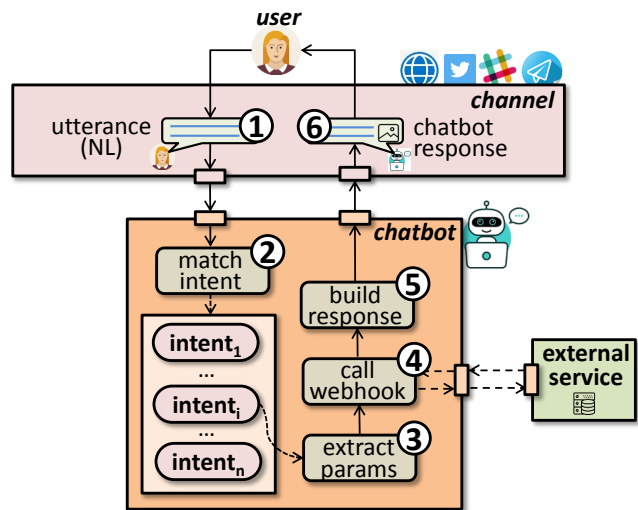 user
channel
utterance
(NL)
1
6
chatbot
response
chatbot
match
intent
2
build
response
5
intent1
...
intenti
...
intentn
call
webhook
4
extract
params
3
external
service